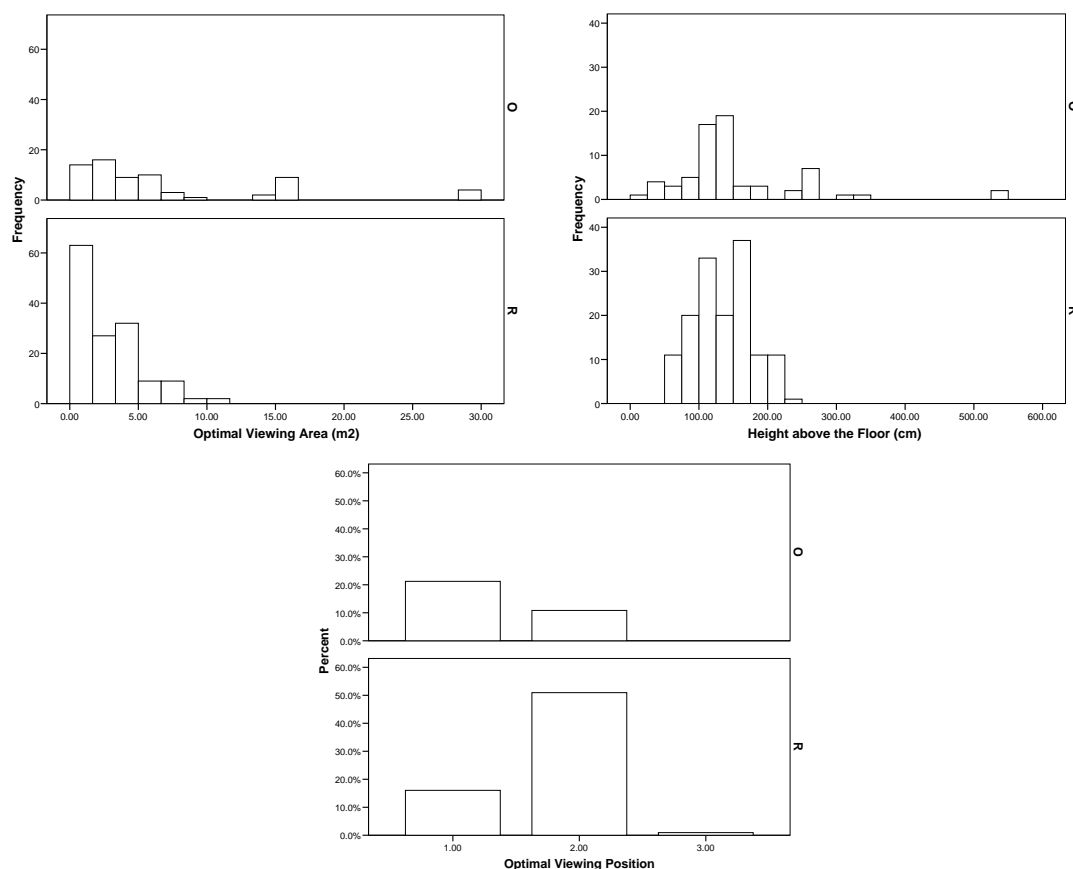 60
40
20
0
O
Frequency
60
40
20
0
R
0.00 5.00 10.00 15.00 20.00 25.00 30.00
Optimal Viewing Area (m2)
40
30
20
10
0
Frequency
40
30
20
10
0
0.00 100.00 200.00 300.00 400.00 500.00 600.00
Height above the Floor (cm)
60.0%
50.0%
40.0%
30.0%
20.0%
10.0%
0.0%
O
Percent
60.0%
50.0%
40.0%
30.0%
20.0%
10.0%
0.0%
R
1.00 2.00 3.00
Optimal Viewing Position